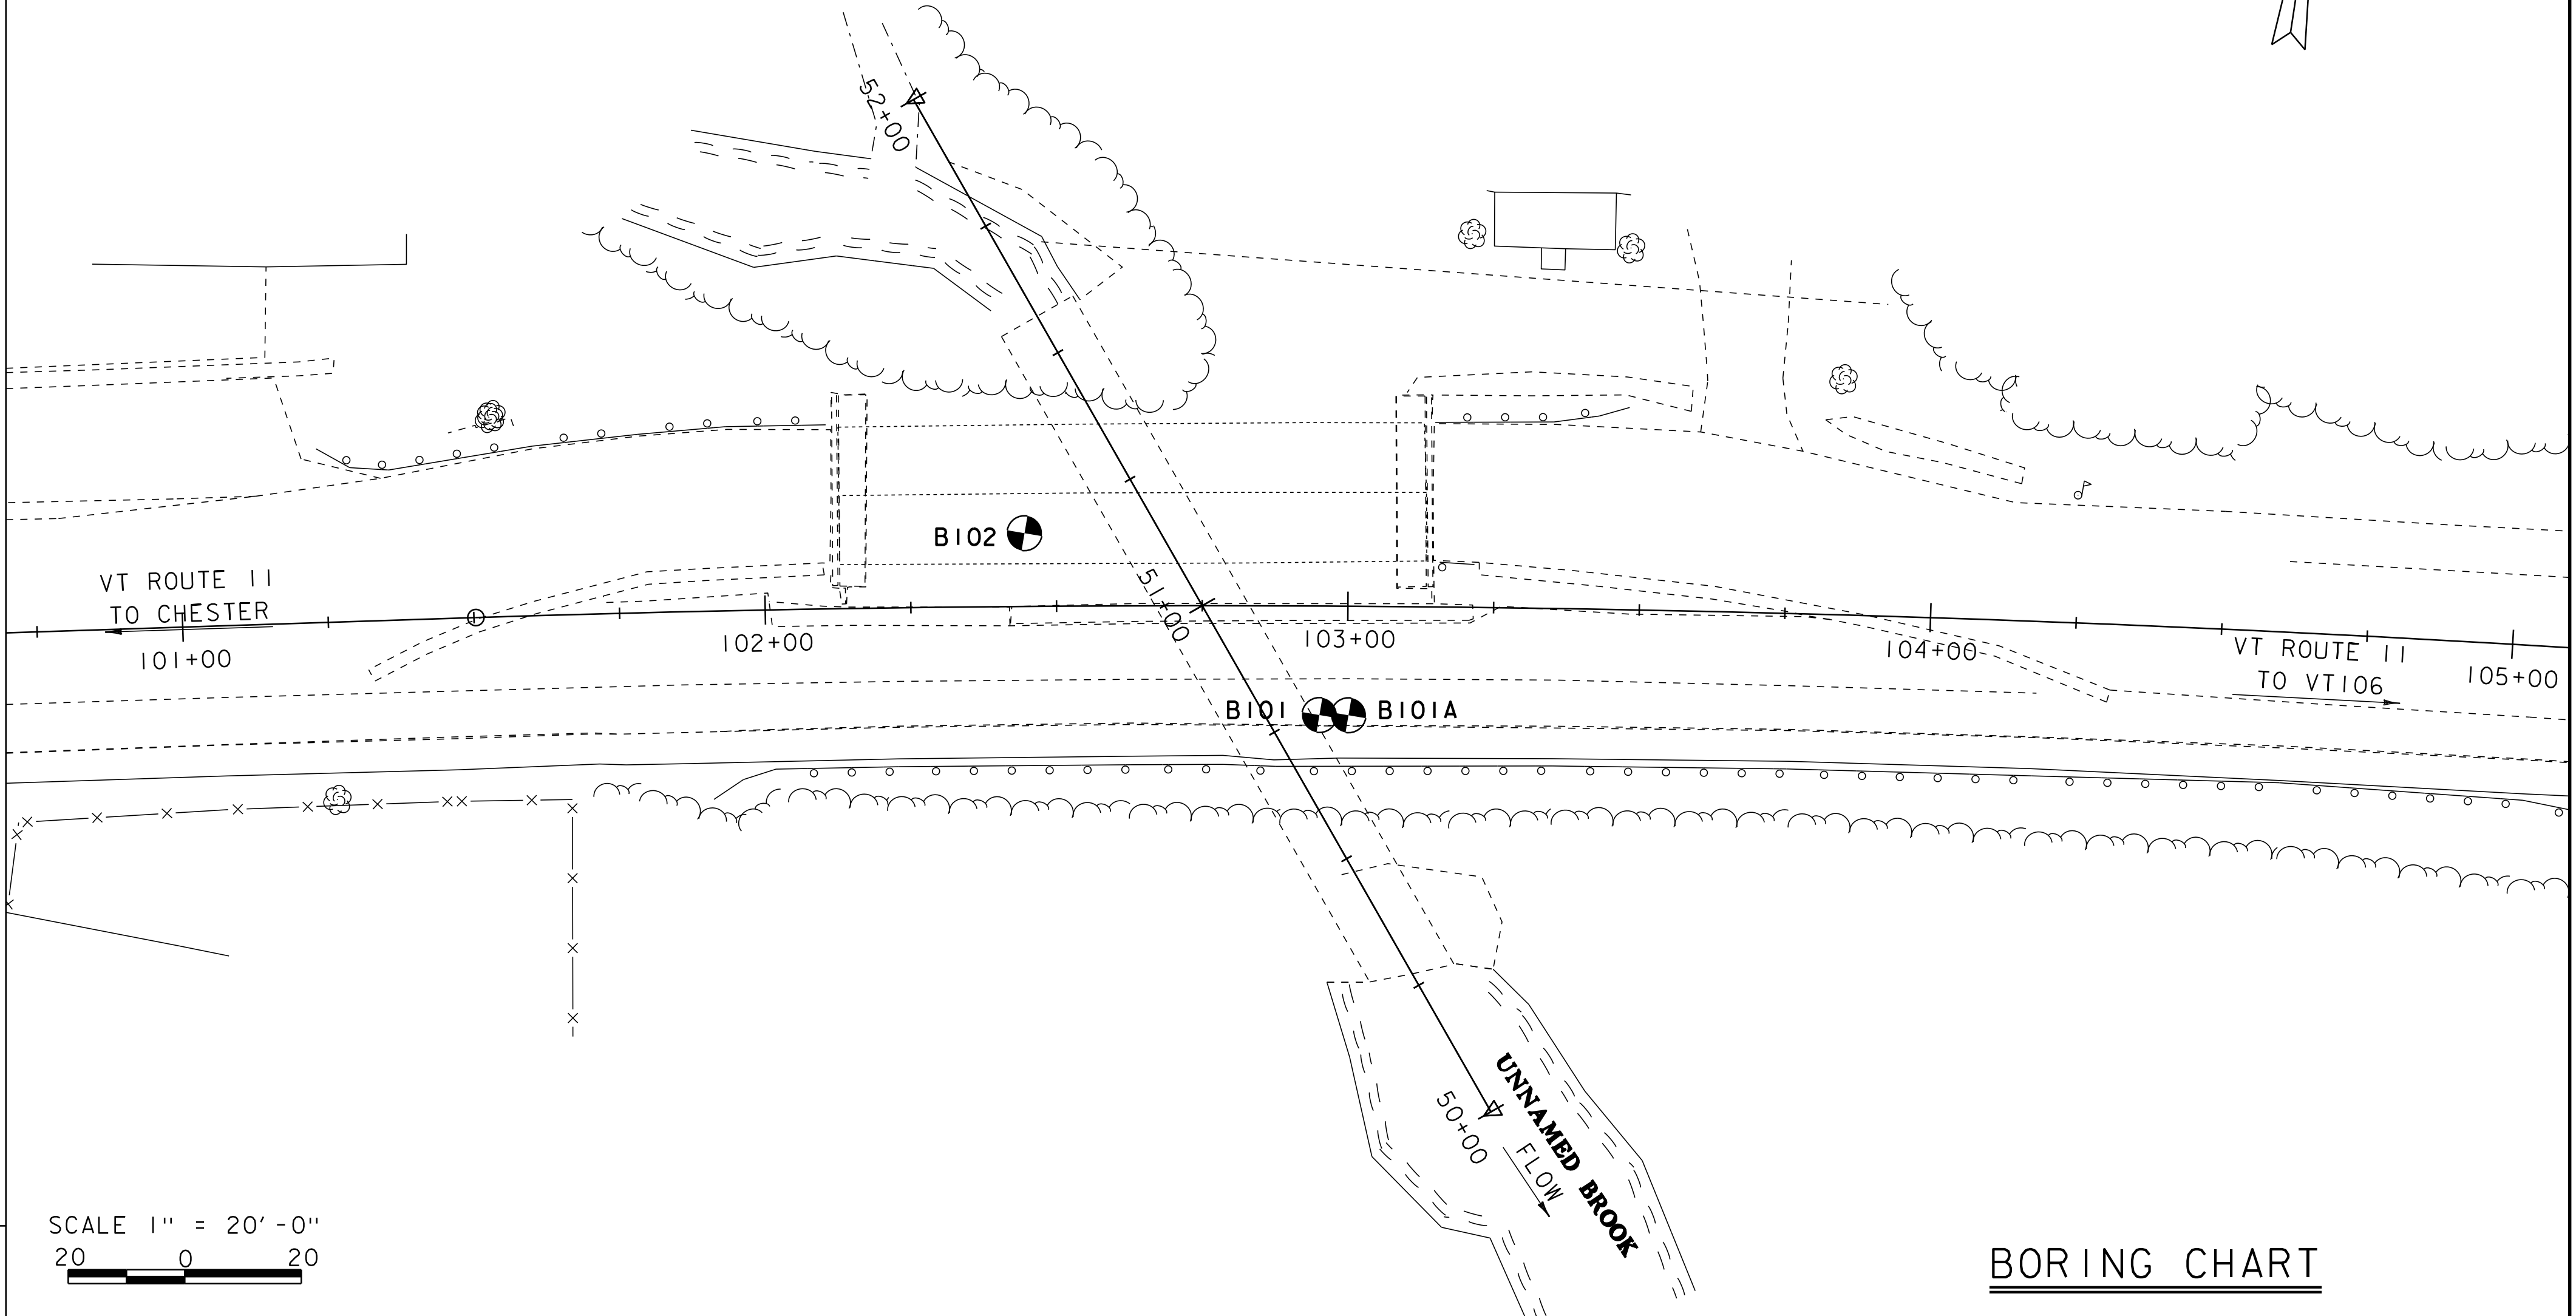 52+00
B102
51+00
VT ROUTE 11
TO CHESTER
101+00
102+00
103+00
104+00
VT ROUTE 11
TO VT106
105+00
B101
B101A
UNNAMED BROOK
50+00
FLOW
SCALE 1" = 20'-0"
20 0 20
BORING CHART